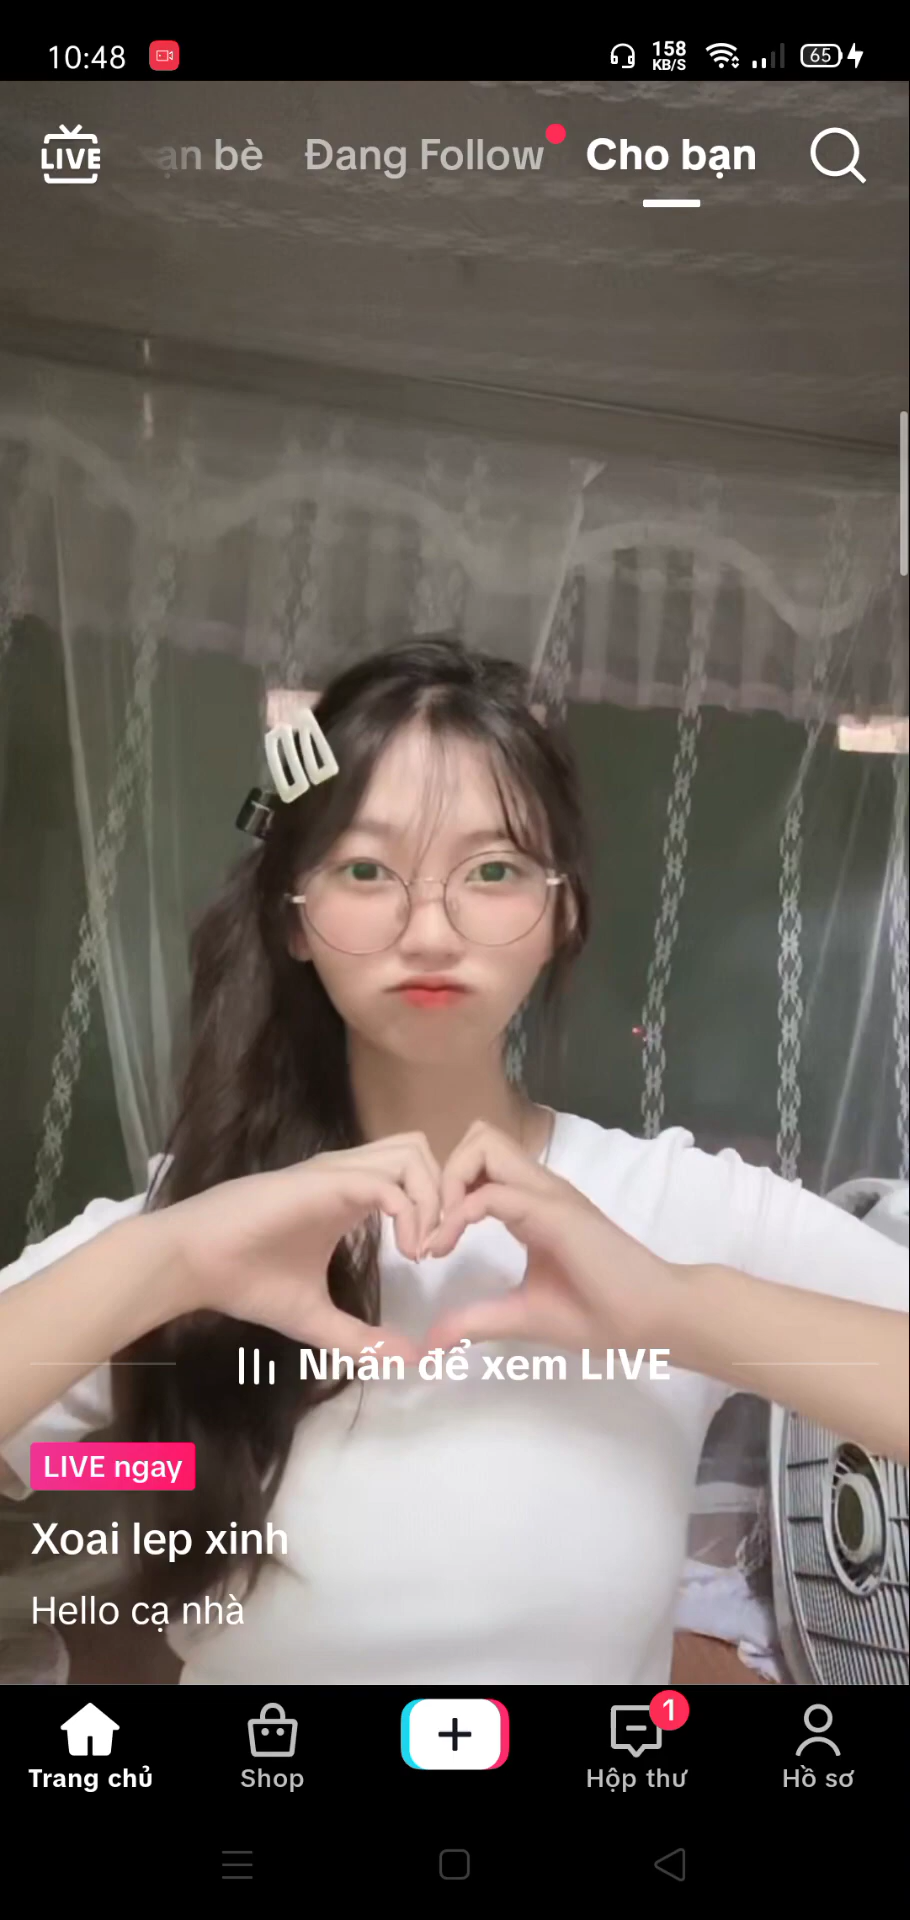 10:48
158
KB/S
65
LIVE
ạn bè
Đang Follow
Cho bạn
Nhấn để xem LIVE
LIVE ngay
Xoai lep xinh
Hello cạ nhà
1
Trang chủ
Shop
Hộp thư
Hồ sơ